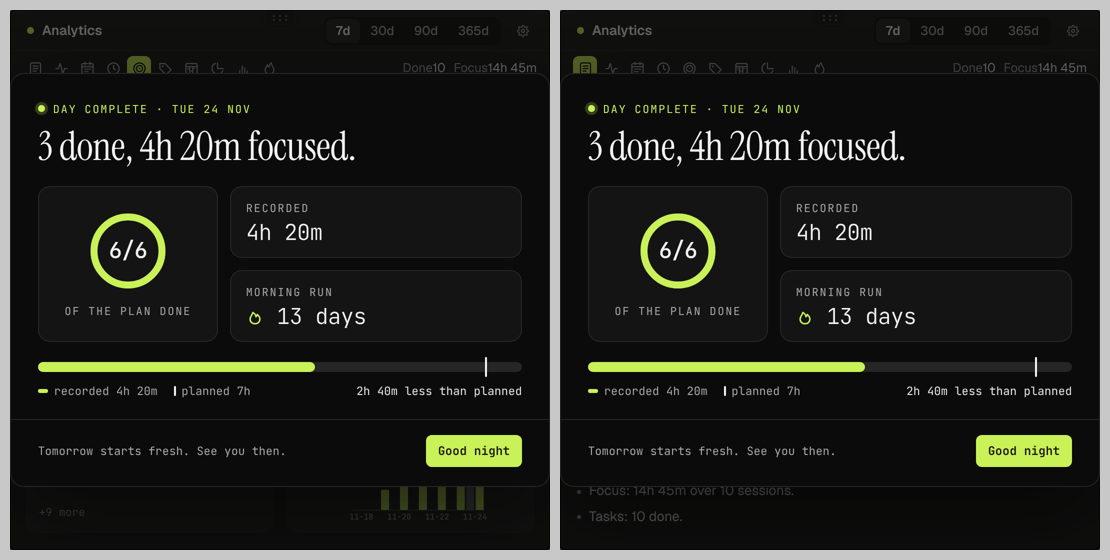 Analytics
7d 30d 90d 365d
Done10 Focus14h 45m
DAY COMPLETE · TUE 24 NOV
3 done, 4h 20m focused.
6/6
OF THE PLAN DONE
RECORDED
4h 20m
MORNING RUN
13 days
recorded 4h 20m planned 7h 2h 40m less than planned
Tomorrow starts fresh. See you then. Good night
+9 more
11-18 11-20 11-22 11-24
Analytics
7d 30d 90d 365d
Done10 Focus14h 45m
DAY COMPLETE · TUE 24 NOV
3 done, 4h 20m focused.
6/6
OF THE PLAN DONE
RECORDED
4h 20m
MORNING RUN
13 days
recorded 4h 20m planned 7h 2h 40m less than planned
Tomorrow starts fresh. See you then. Good night
• Focus: 14h 45m over 10 sessions.
• Tasks: 10 done.